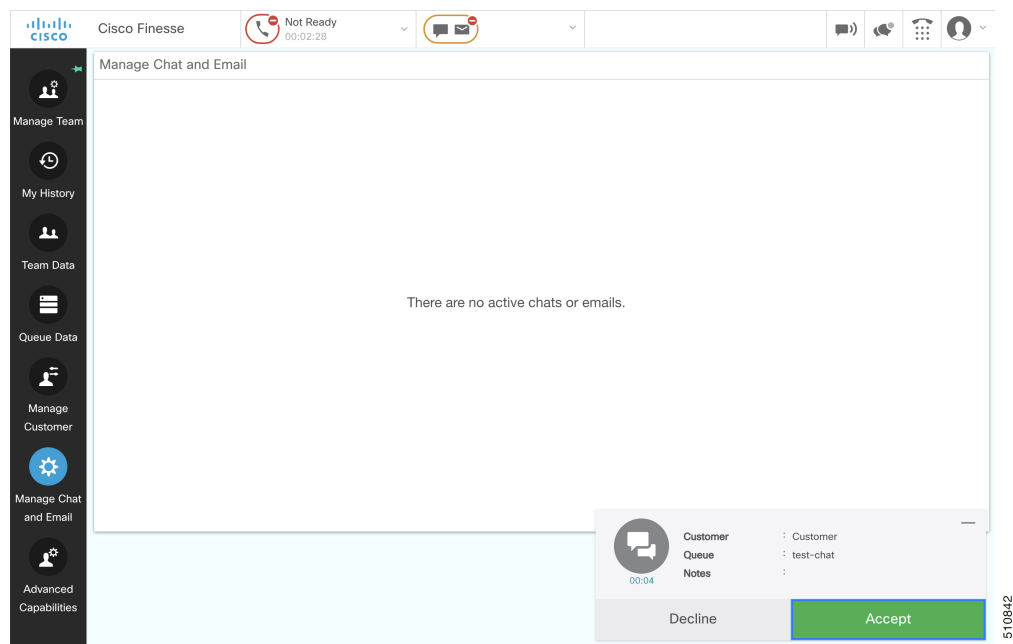 CISCO
Cisco Finesse
Not Ready
00:02:28
Manage Team
My History
Team Data
Queue Data
Manage
Customer
Manage Chat
and Email
Advanced
Capabilities
Manage Chat and Email
There are no active chats or emails.
00:04
Customer : Customer
Queue : test-chat
Notes :
Decline
Accept
510842